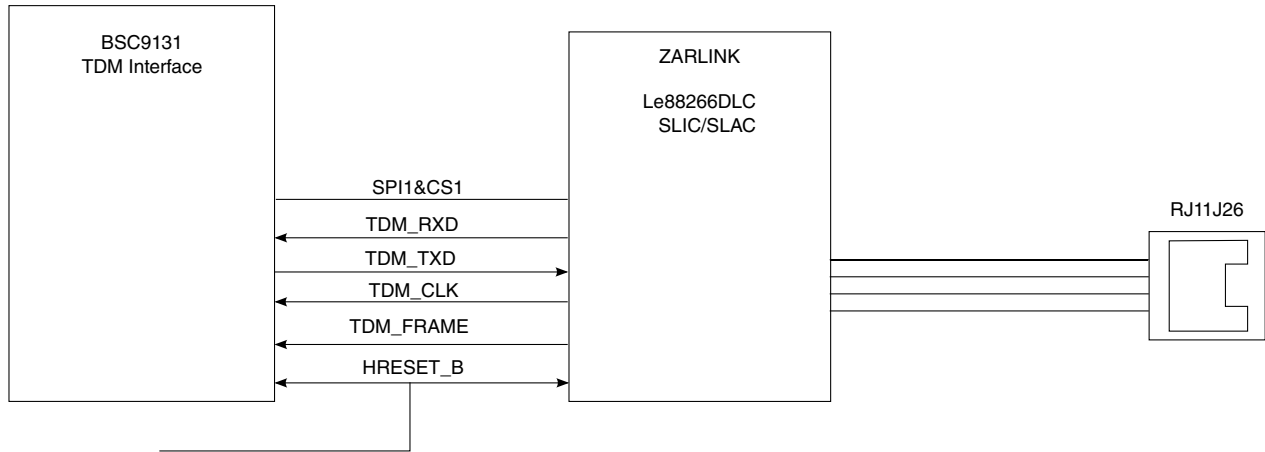 BSC9131
TDM Interface
ZARLINK
Le88266DLC
SLIC/SLAC
SPI1&CS1
TDM_RXD
TDM_TXD
TDM_CLK
TDM_FRAME
HRESET_B
RJ11J26